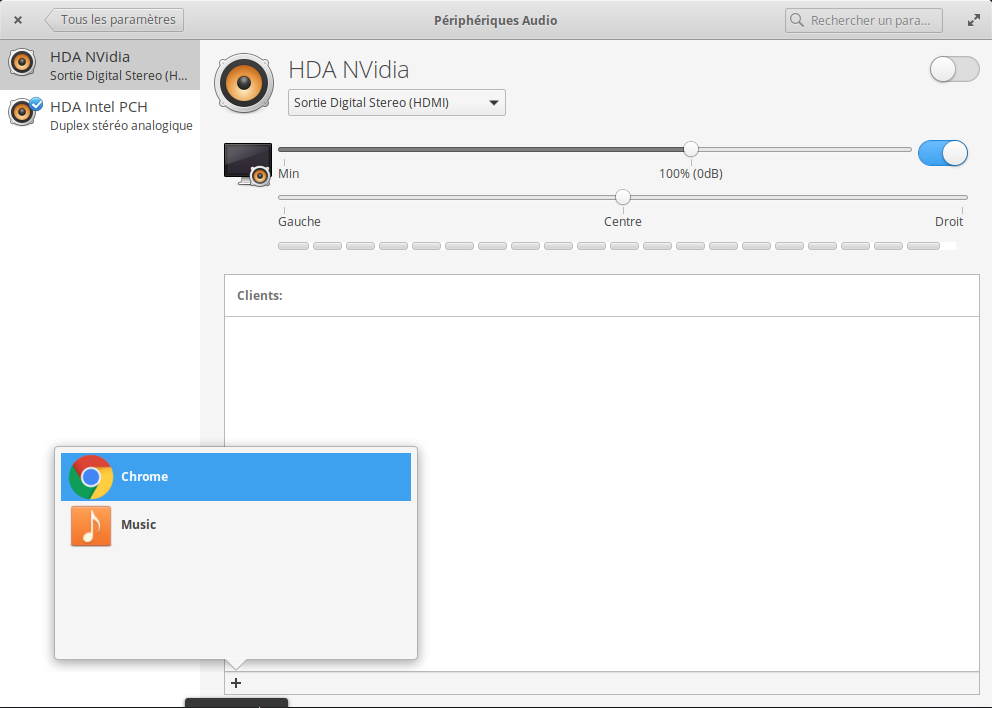 Tous les paramètres
Périphériques Audio
Rechercher un para...
HDA NVidia
Sortie Digital Stereo (H...
HDA Intel PCH
Duplex stéréo analogique
HDA NVidia
Sortie Digital Stereo (HDMI)
Min
100% (0dB)
Gauche
Centre
Droit
Clients:
Chrome
Music